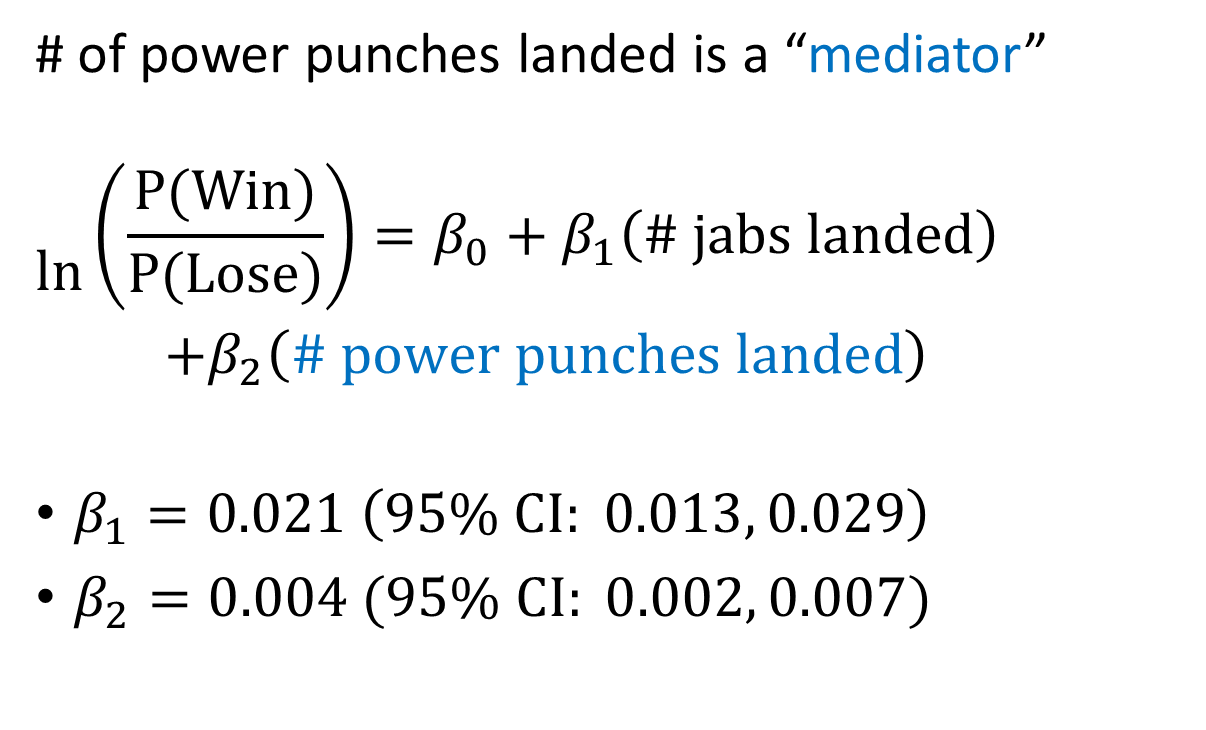 # of power punches landed is a “mediator”
ln(P(Win)/P(Lose)) = β₀ + β₁(# jabs landed)
+β₂(# power punches landed)
• β₁ = 0.021 (95% CI: 0.013, 0.029)
• β₂ = 0.004 (95% CI: 0.002, 0.007)